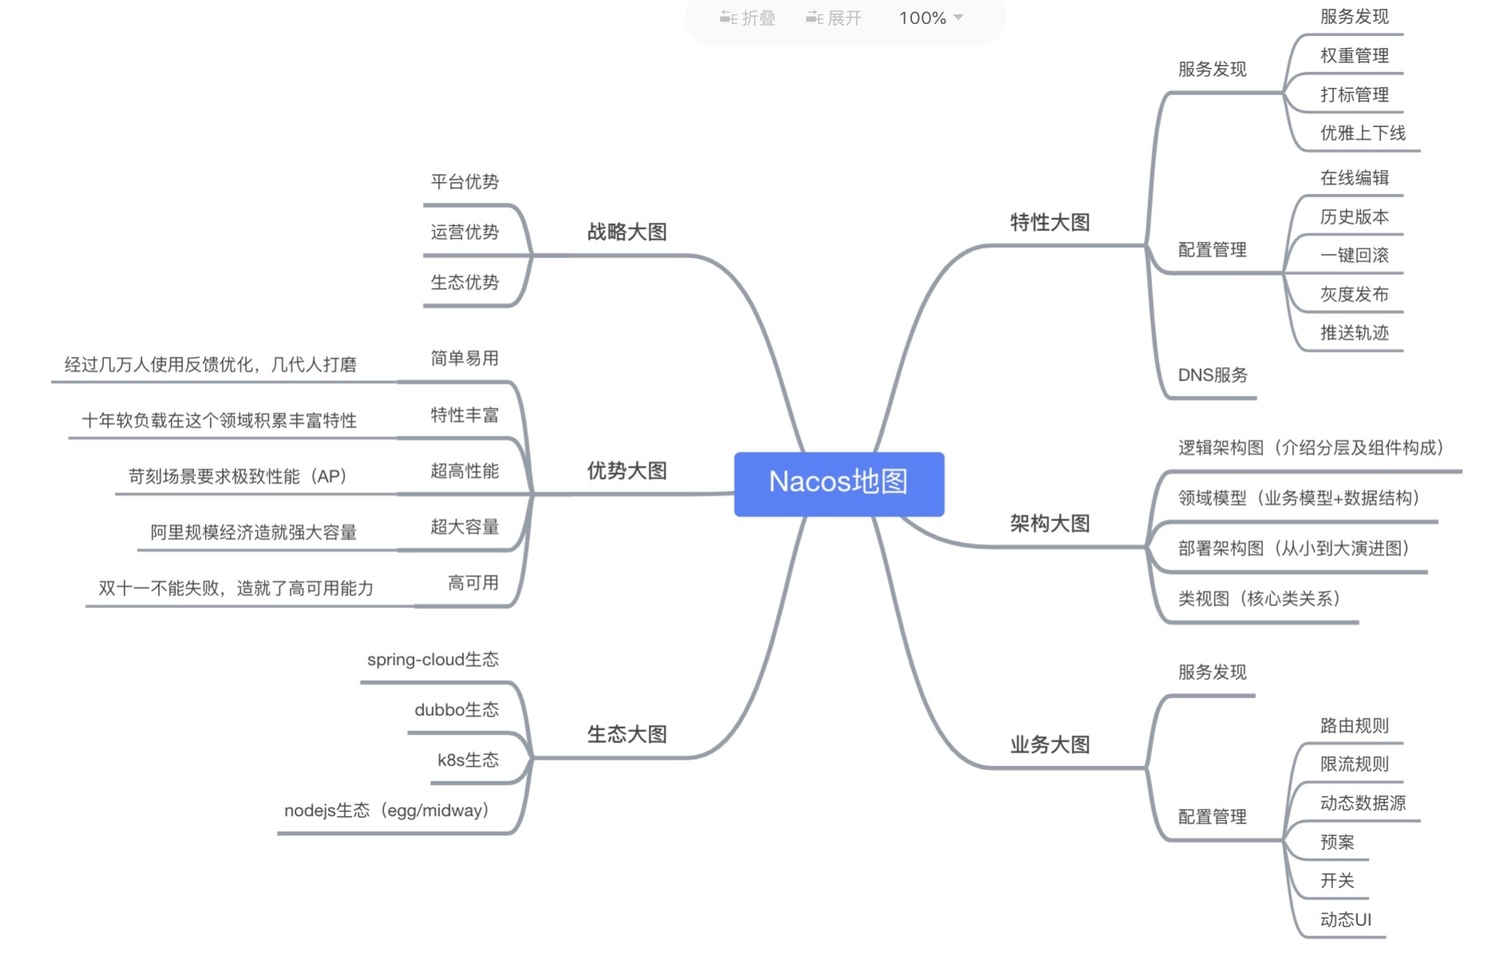 折叠
展开
100%
Nacos地图
战略大图
平台优势
运营优势
生态优势
优势大图
简单易用
经过几万人使用反馈优化，几代人打磨
特性丰富
十年软负载在这个领域积累丰富特性
超高性能
苛刻场景要求极致性能（AP）
超大容量
阿里规模经济造就强大容量
高可用
双十一不能失败，造就了高可用能力
生态大图
spring-cloud生态
dubbo生态
k8s生态
nodejs生态（egg/midway）
特性大图
服务发现
服务发现
权重管理
打标管理
优雅上下线
配置管理
在线编辑
历史版本
一键回滚
灰度发布
推送轨迹
DNS服务
架构大图
逻辑架构图（介绍分层及组件构成）
领域模型（业务模型+数据结构）
部署架构图（从小到大演进图）
类视图（核心类关系）
业务大图
服务发现
配置管理
路由规则
限流规则
动态数据源
预案
开关
动态UI